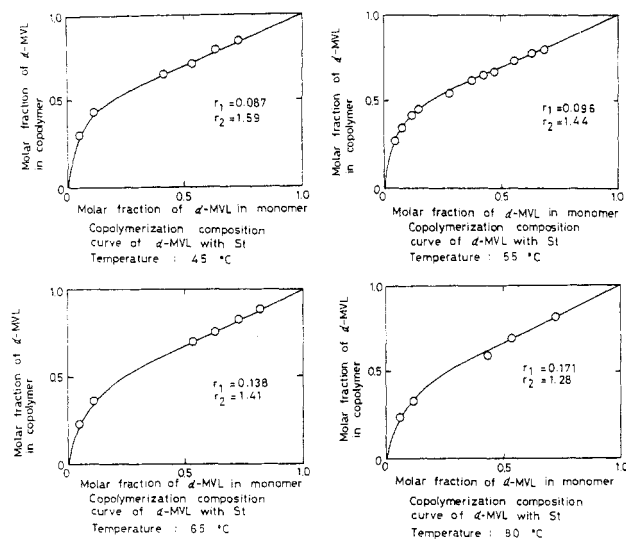 Molar fraction of α-MVL
in copolymer
1.0
0.5
0
0.5
1.0
r₁ =0.087
r₂ =1.59
Molar fraction of α-MVL in monomer
Copolymerization composition
curve of α-MVL with St
Temperature : 45 °C
Molar fraction of α-MVL
in copolymer
1.0
0.5
0
0.5
1.0
r₁ =0.096
r₂ =1.44
Molar fraction of α-MVL in monomer
Copolymerization composition
curve of α-MVL with St
Temperature : 55 °C
Molar fraction of α-MVL
in copolymer
1.0
0.5
0
0.5
1.0
r₁ =0.138
r₂ =1.41
Molar fraction of α-MVL in monomer
Copolymerization composition
curve of α-MVL with St
Temperature : 65 °C
Molar fraction of α-MVL
in copolymer
1.0
0.5
0
0.5
1.0
r₁ =0.171
r₂ =1.28
Molar fraction of α-MVL in monomer
Copolymerization composition
curve of α-MVL with St
Temperature : 80 °C